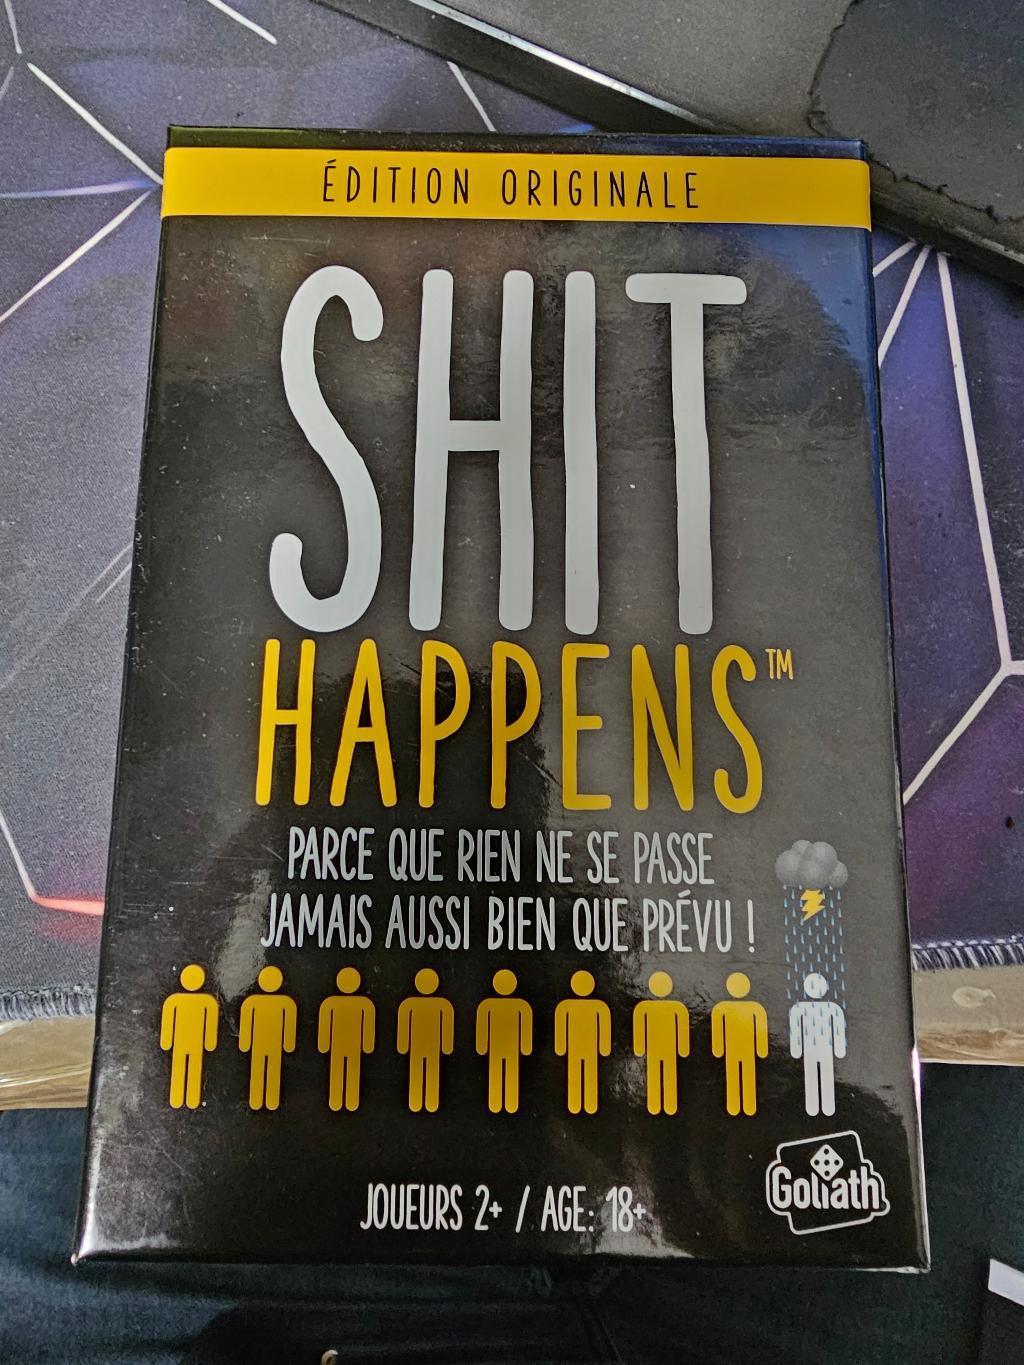 ÉDITION ORIGINALE
SHIT
HAPPENS™
PARCE QUE RIEN NE SE PASSE
JAMAIS AUSSI BIEN QUE PRÉVU !
JOUEURS 2+ / AGE: 18+
Goliath